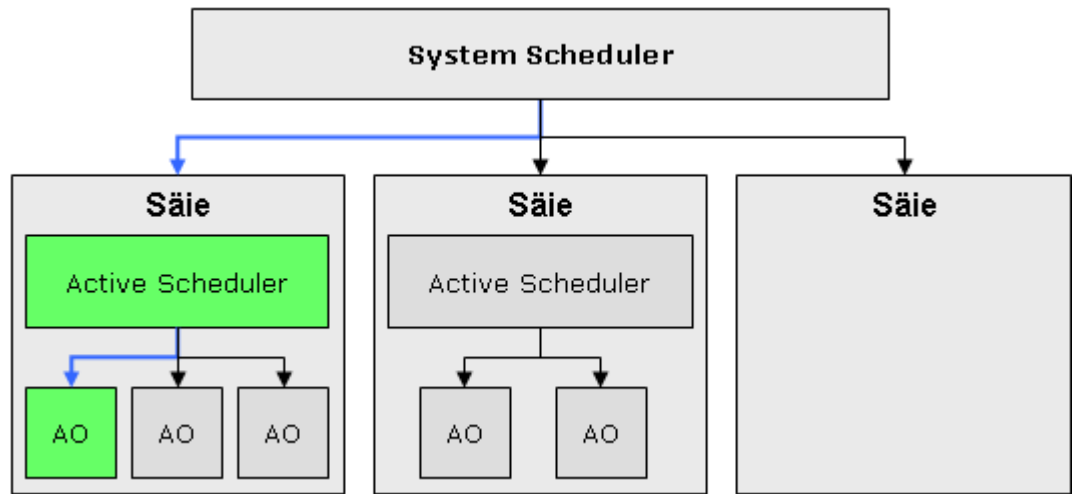 System Scheduler
Säie
Säie
Säie
Active Scheduler
Active Scheduler
AO
AO
AO
AO
AO